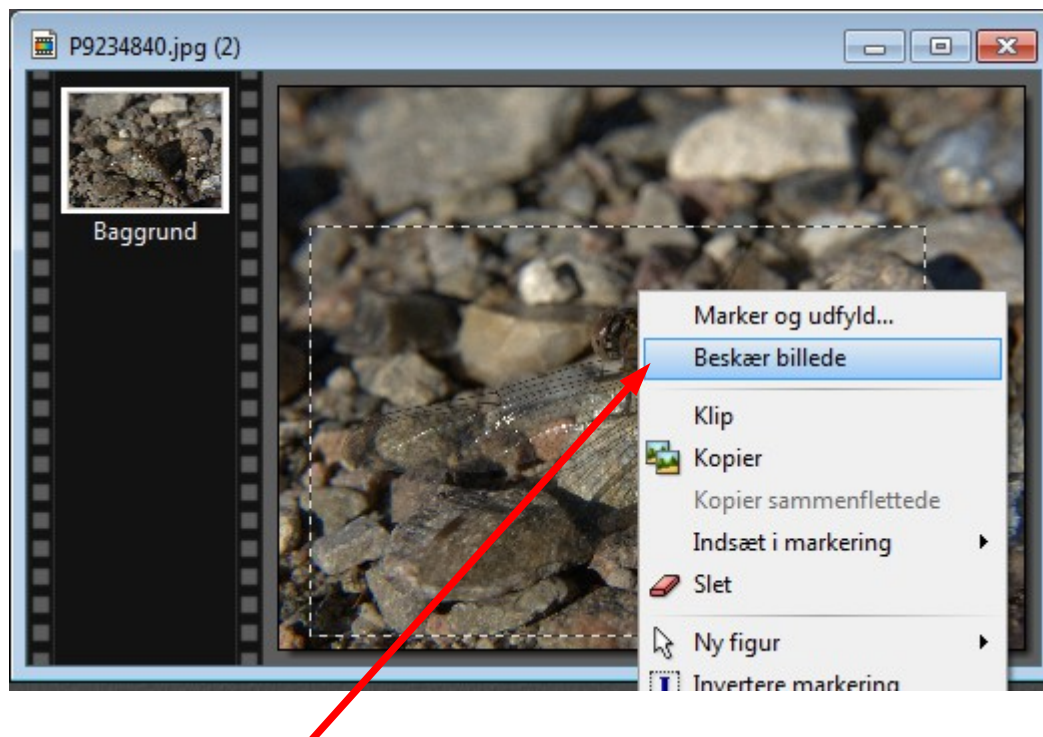 P9234840.jpg (2)
Baggrund
Marker og udfyld...
Beskær billede
Klip
Kopier
Kopier sammenflettede
Indsæt i markering
Slet
Ny figur
Invertere markering